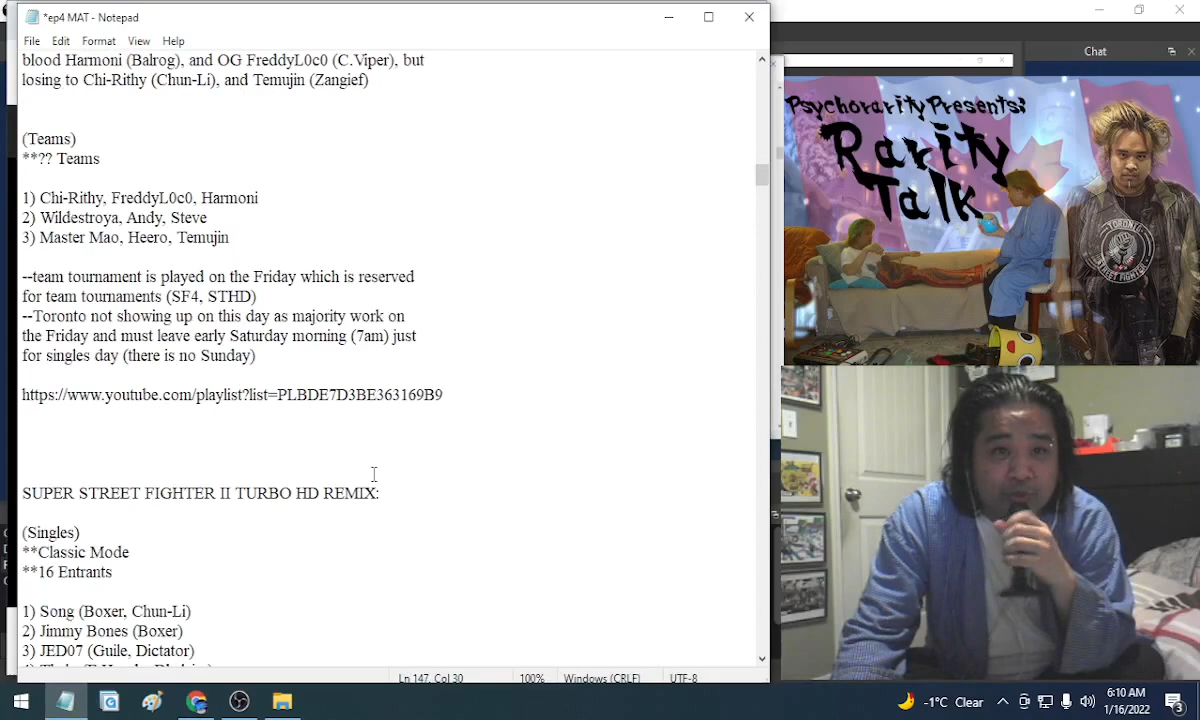 *ep4 MAT - Notepad
File Edit Format View Help
blood Harmoni (Balrog), and OG FreddyL0c0 (C.Viper), but
losing to Chi-Rithy (Chun-Li), and Temujin (Zangief)
(Teams)
**?? Teams
1) Chi-Rithy, FreddyL0c0, Harmoni
2) Wildestroya, Andy, Steve
3) Master Mao, Heero, Temujin
--team tournament is played on the Friday which is reserved
for team tournaments (SF4, STHD)
--Toronto not showing up on this day as majority work on
the Friday and must leave early Saturday morning (7am) just
for singles day (there is no Sunday)
https://www.youtube.com/playlist?list=PLBDE7D3BE363169B9
SUPER STREET FIGHTER II TURBO HD REMIX:
(Singles)
**Classic Mode
**16 Entrants
1) Song (Boxer, Chun-Li)
2) Jimmy Bones (Boxer)
3) JED07 (Guile, Dictator)
Ln 147, Col 30 100% Windows (CRLF) UTF-8
Chat
PsychorarityPresents:
Rarity
Talk
TORONTO
STREET FIGHTER
-1°C Clear
6:10 AM
1/16/2022
3